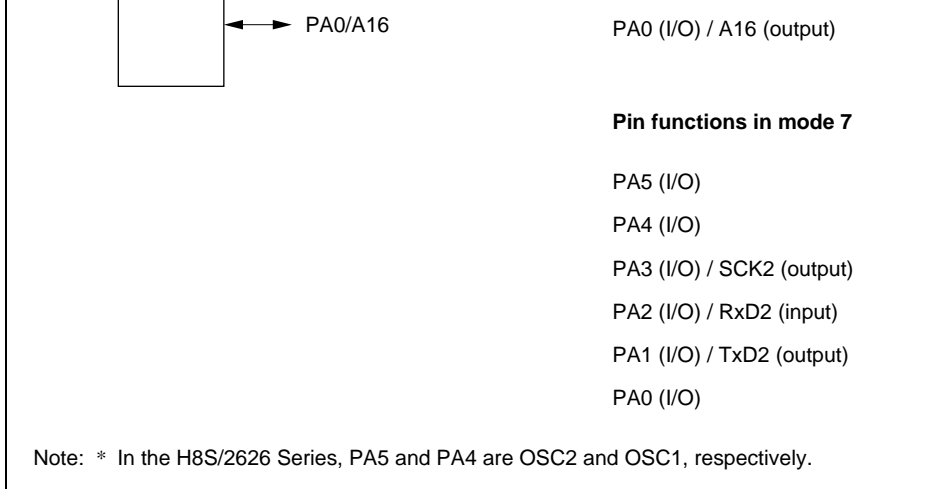 PA0/A16 PA0 (I/O) / A16 (output)
Pin functions in mode 7
PA5 (I/O)
PA4 (I/O)
PA3 (I/O) / SCK2 (output)
PA2 (I/O) / RxD2 (input)
PA1 (I/O) / TxD2 (output)
PA0 (I/O)
Note: * In the H8S/2626 Series, PA5 and PA4 are OSC2 and OSC1, respectively.